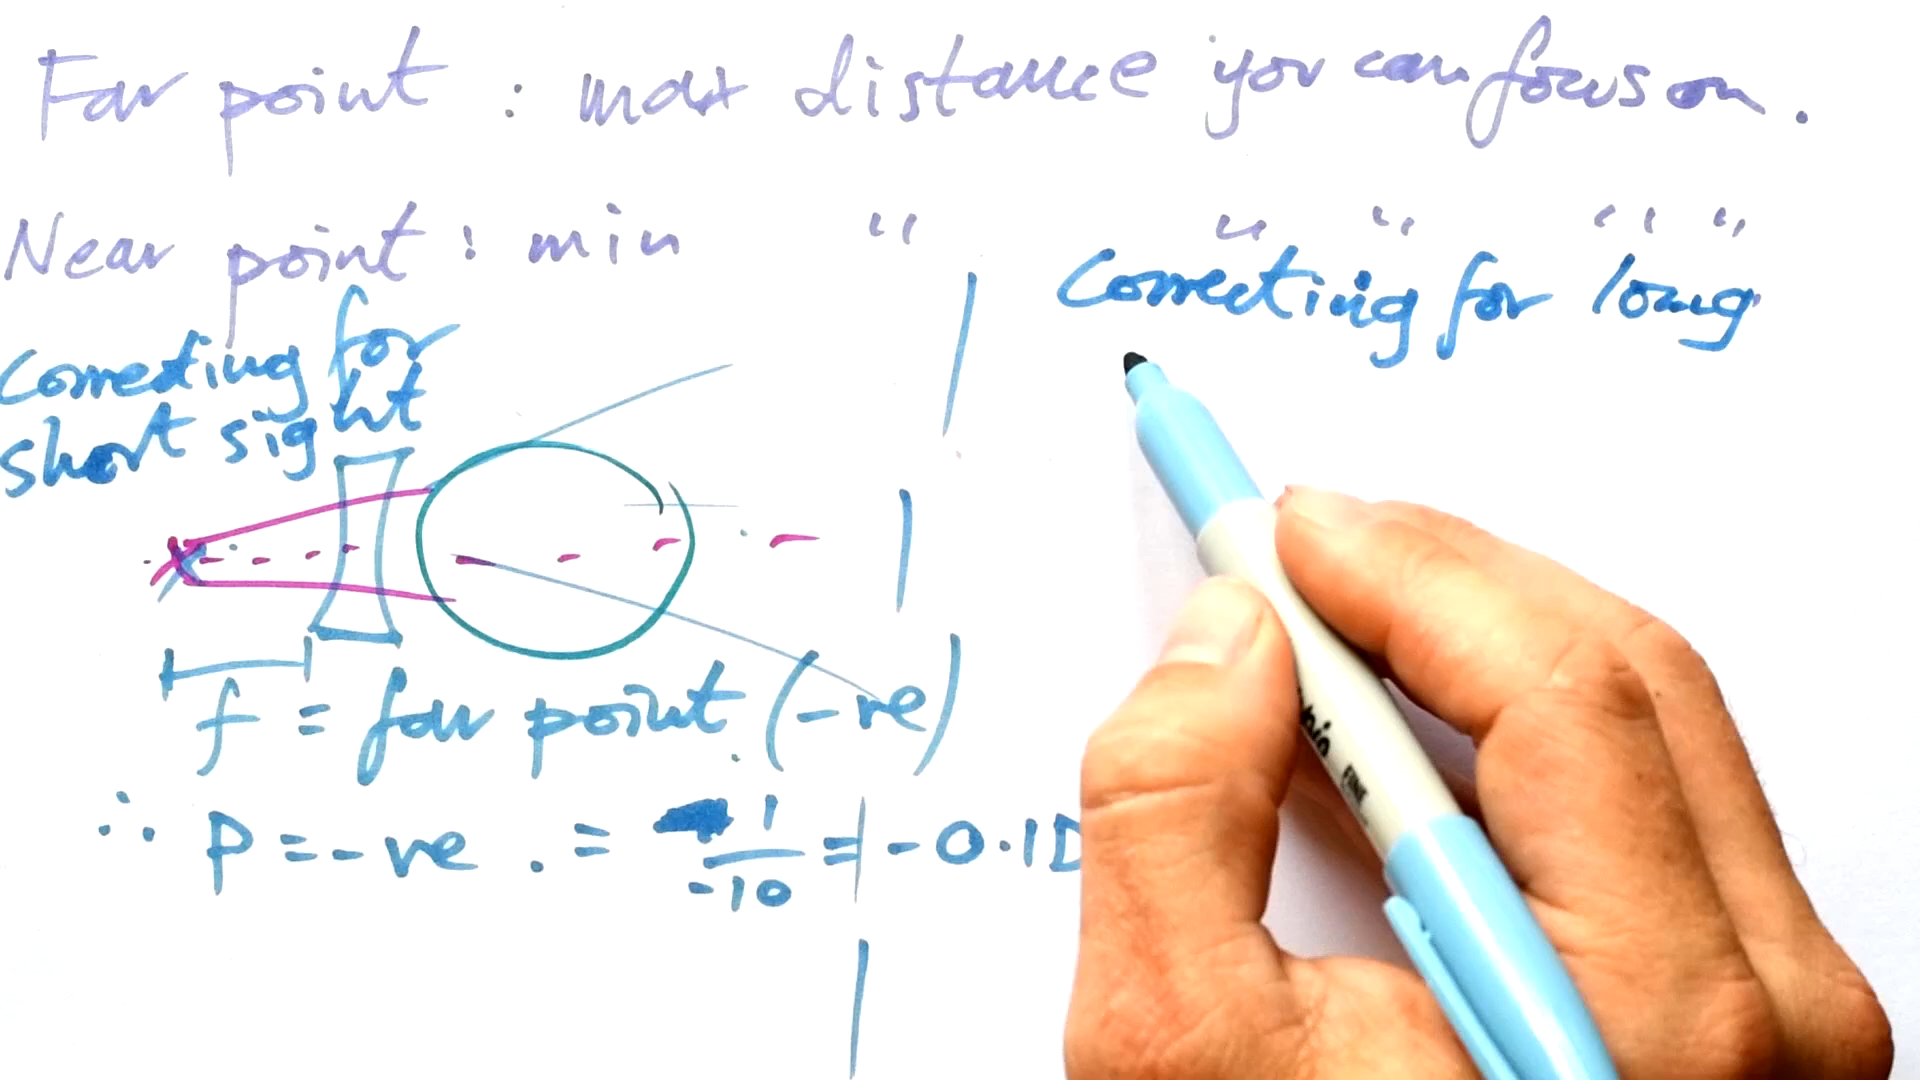 Far point : max distance you can focus on.
Near point : min " " " " " "
Correcting for
short sight
f = far point. (-ve)
∴ P = -ve . = 1/-10 = -0.1D
Correcting for long
FINE